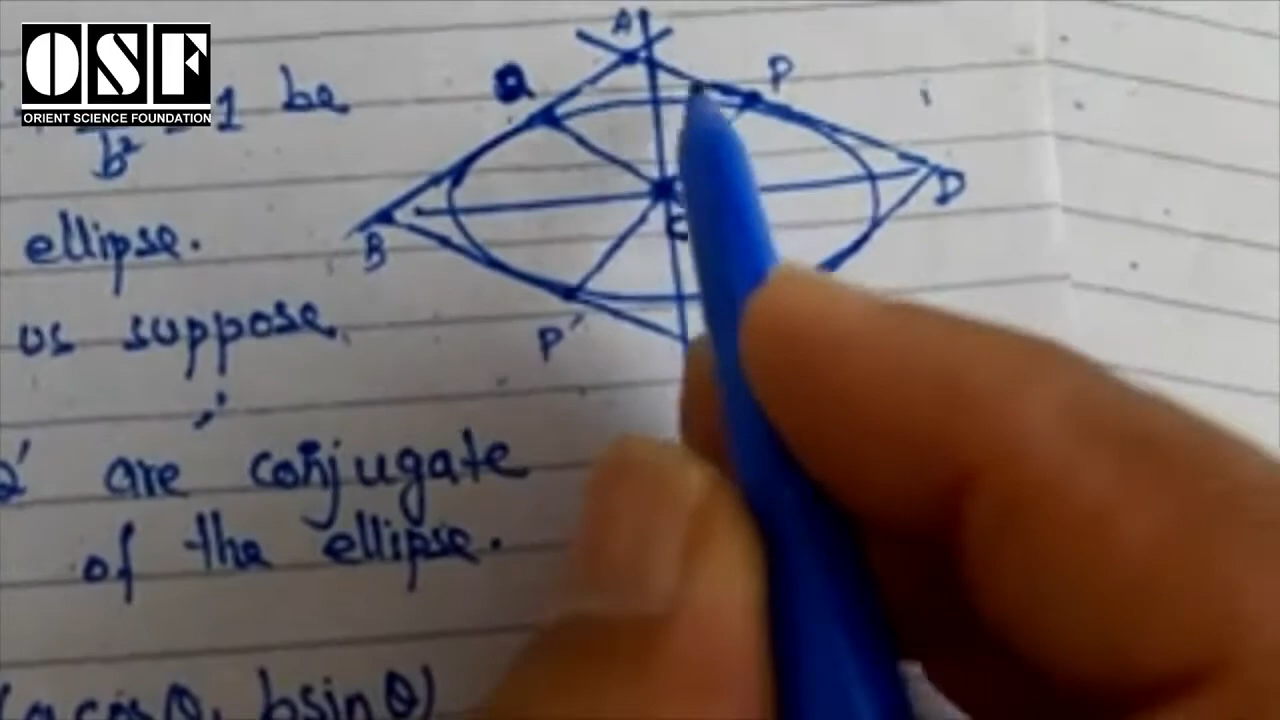 OSF
ORIENT SCIENCE FOUNDATION
b² = 1 be
ellipse.
us suppose
Q' are conjugate
of the ellipse.
(a cosθ, b sinθ)
A
Q
P
B
C
D
P'